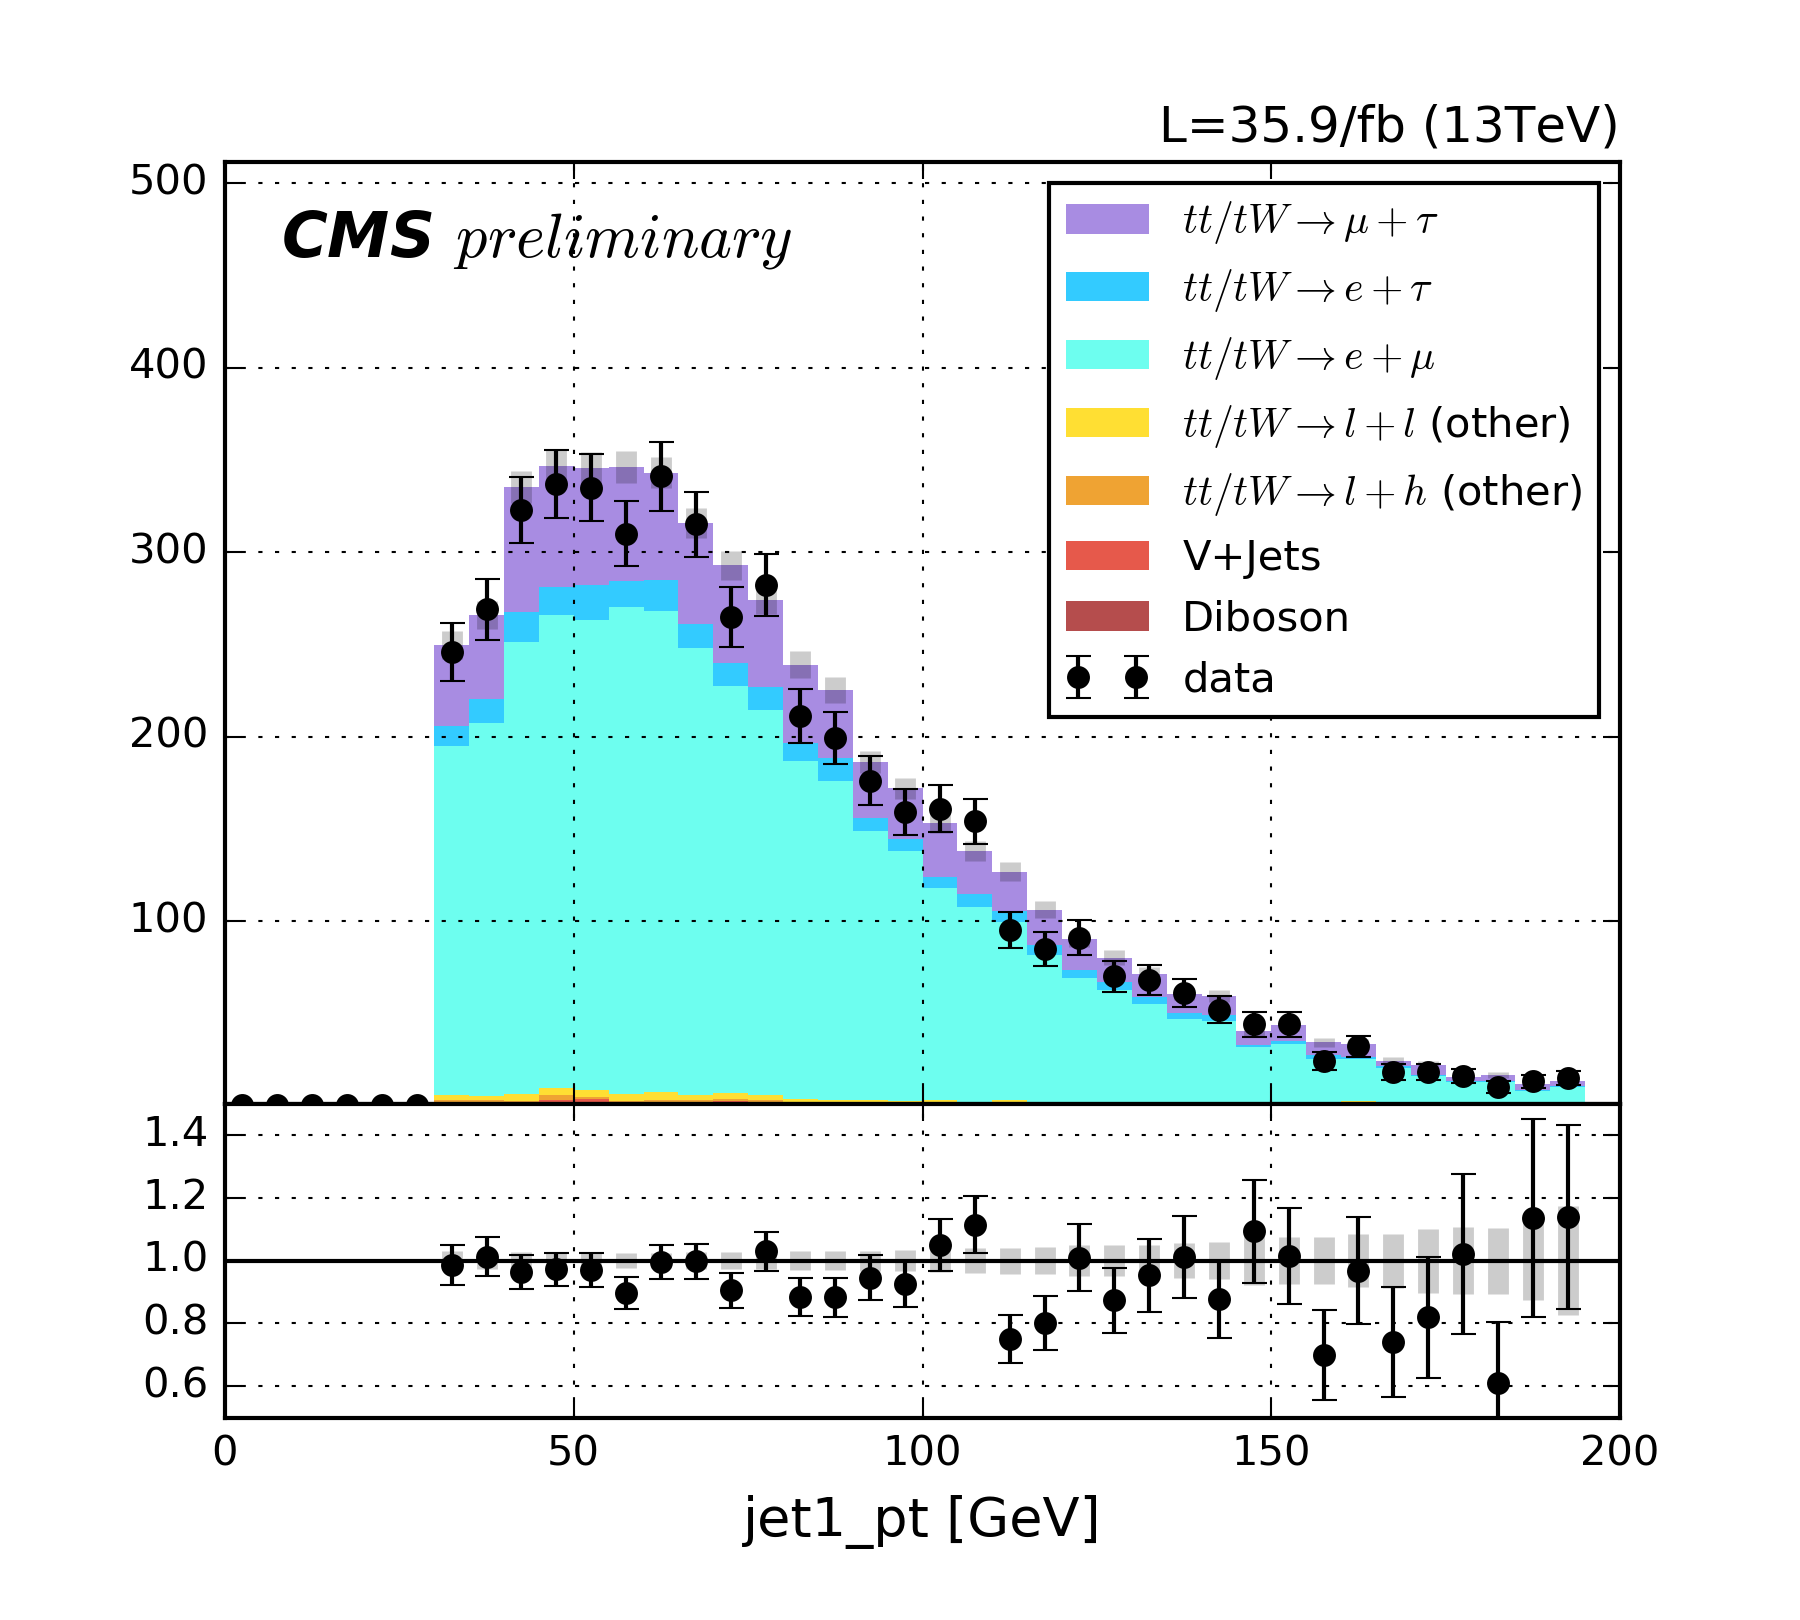 L=35.9/fb (13TeV)
CMS preliminary
500
400
300
200
100
tt/tW → μ + τ
tt/tW → e + τ
tt/tW → e + μ
tt/tW → l + l (other)
tt/tW → l + h (other)
V+Jets
Diboson
data
1.4
1.2
1.0
0.8
0.6
0 50 100 150 200
jet1_pt [GeV]